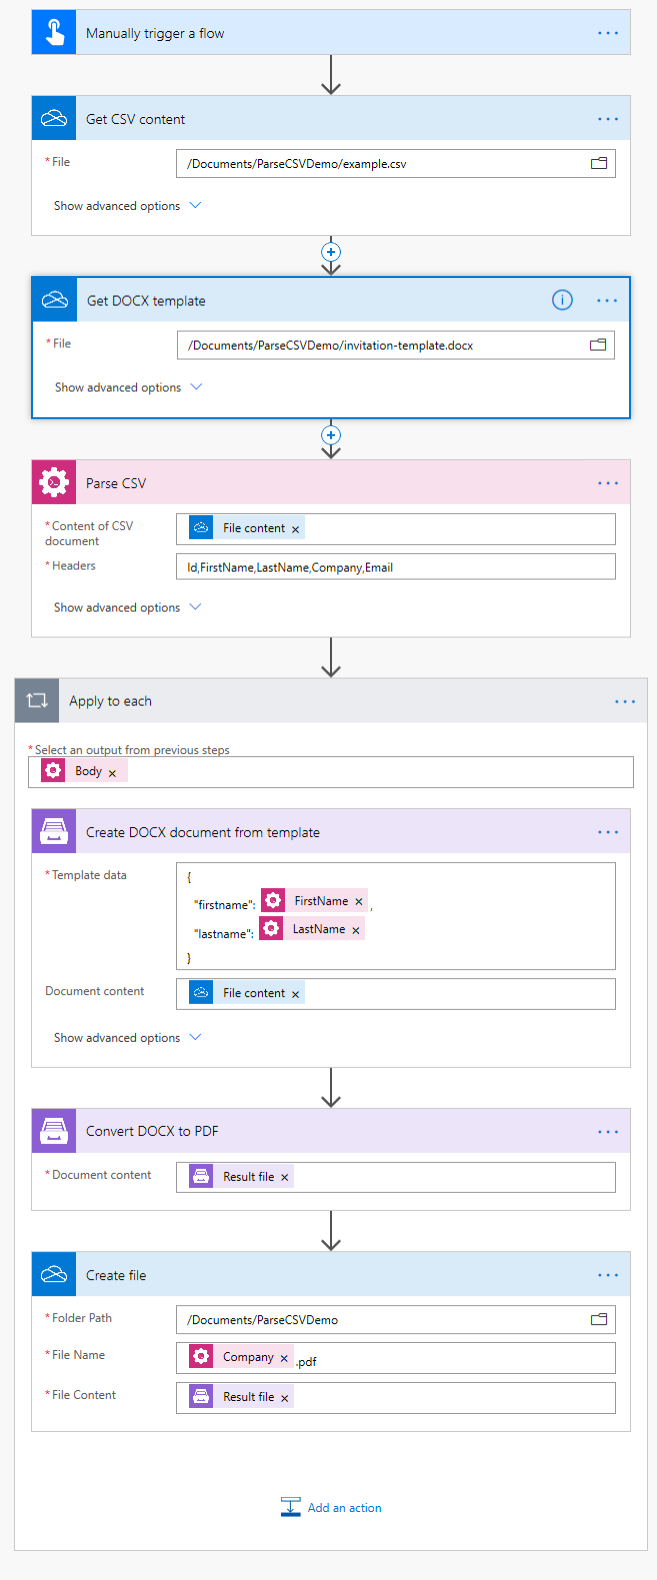 Manually trigger a flow
Get CSV content
* File
/Documents/ParseCSVDemo/example.csv
Show advanced options
Get DOCX template
* File
/Documents/ParseCSVDemo/invitation-template.docx
Show advanced options
Parse CSV
* Content of CSV document
File content ×
* Headers
Id,FirstName,LastName,Company,Email
Show advanced options
Apply to each
* Select an output from previous steps
Body ×
Create DOCX document from template
* Template data
{
"firstname": FirstName × ,
"lastname": LastName ×
}
Document content
File content ×
Show advanced options
Convert DOCX to PDF
* Document content
Result file ×
Create file
* Folder Path
/Documents/ParseCSVDemo
* File Name
Company × .pdf
* File Content
Result file ×
Add an action